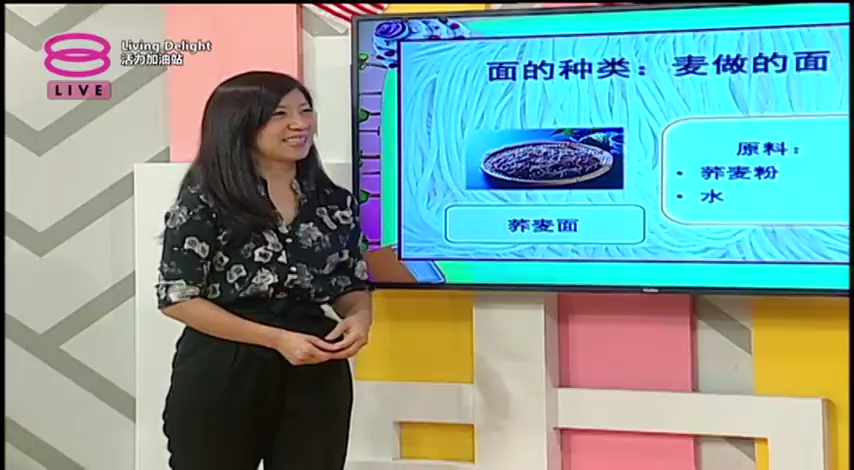 Living Delight
活力加油站
LIVE
面的种类：麦做的面
原料：
• 荞麦粉
• 水
荞麦面